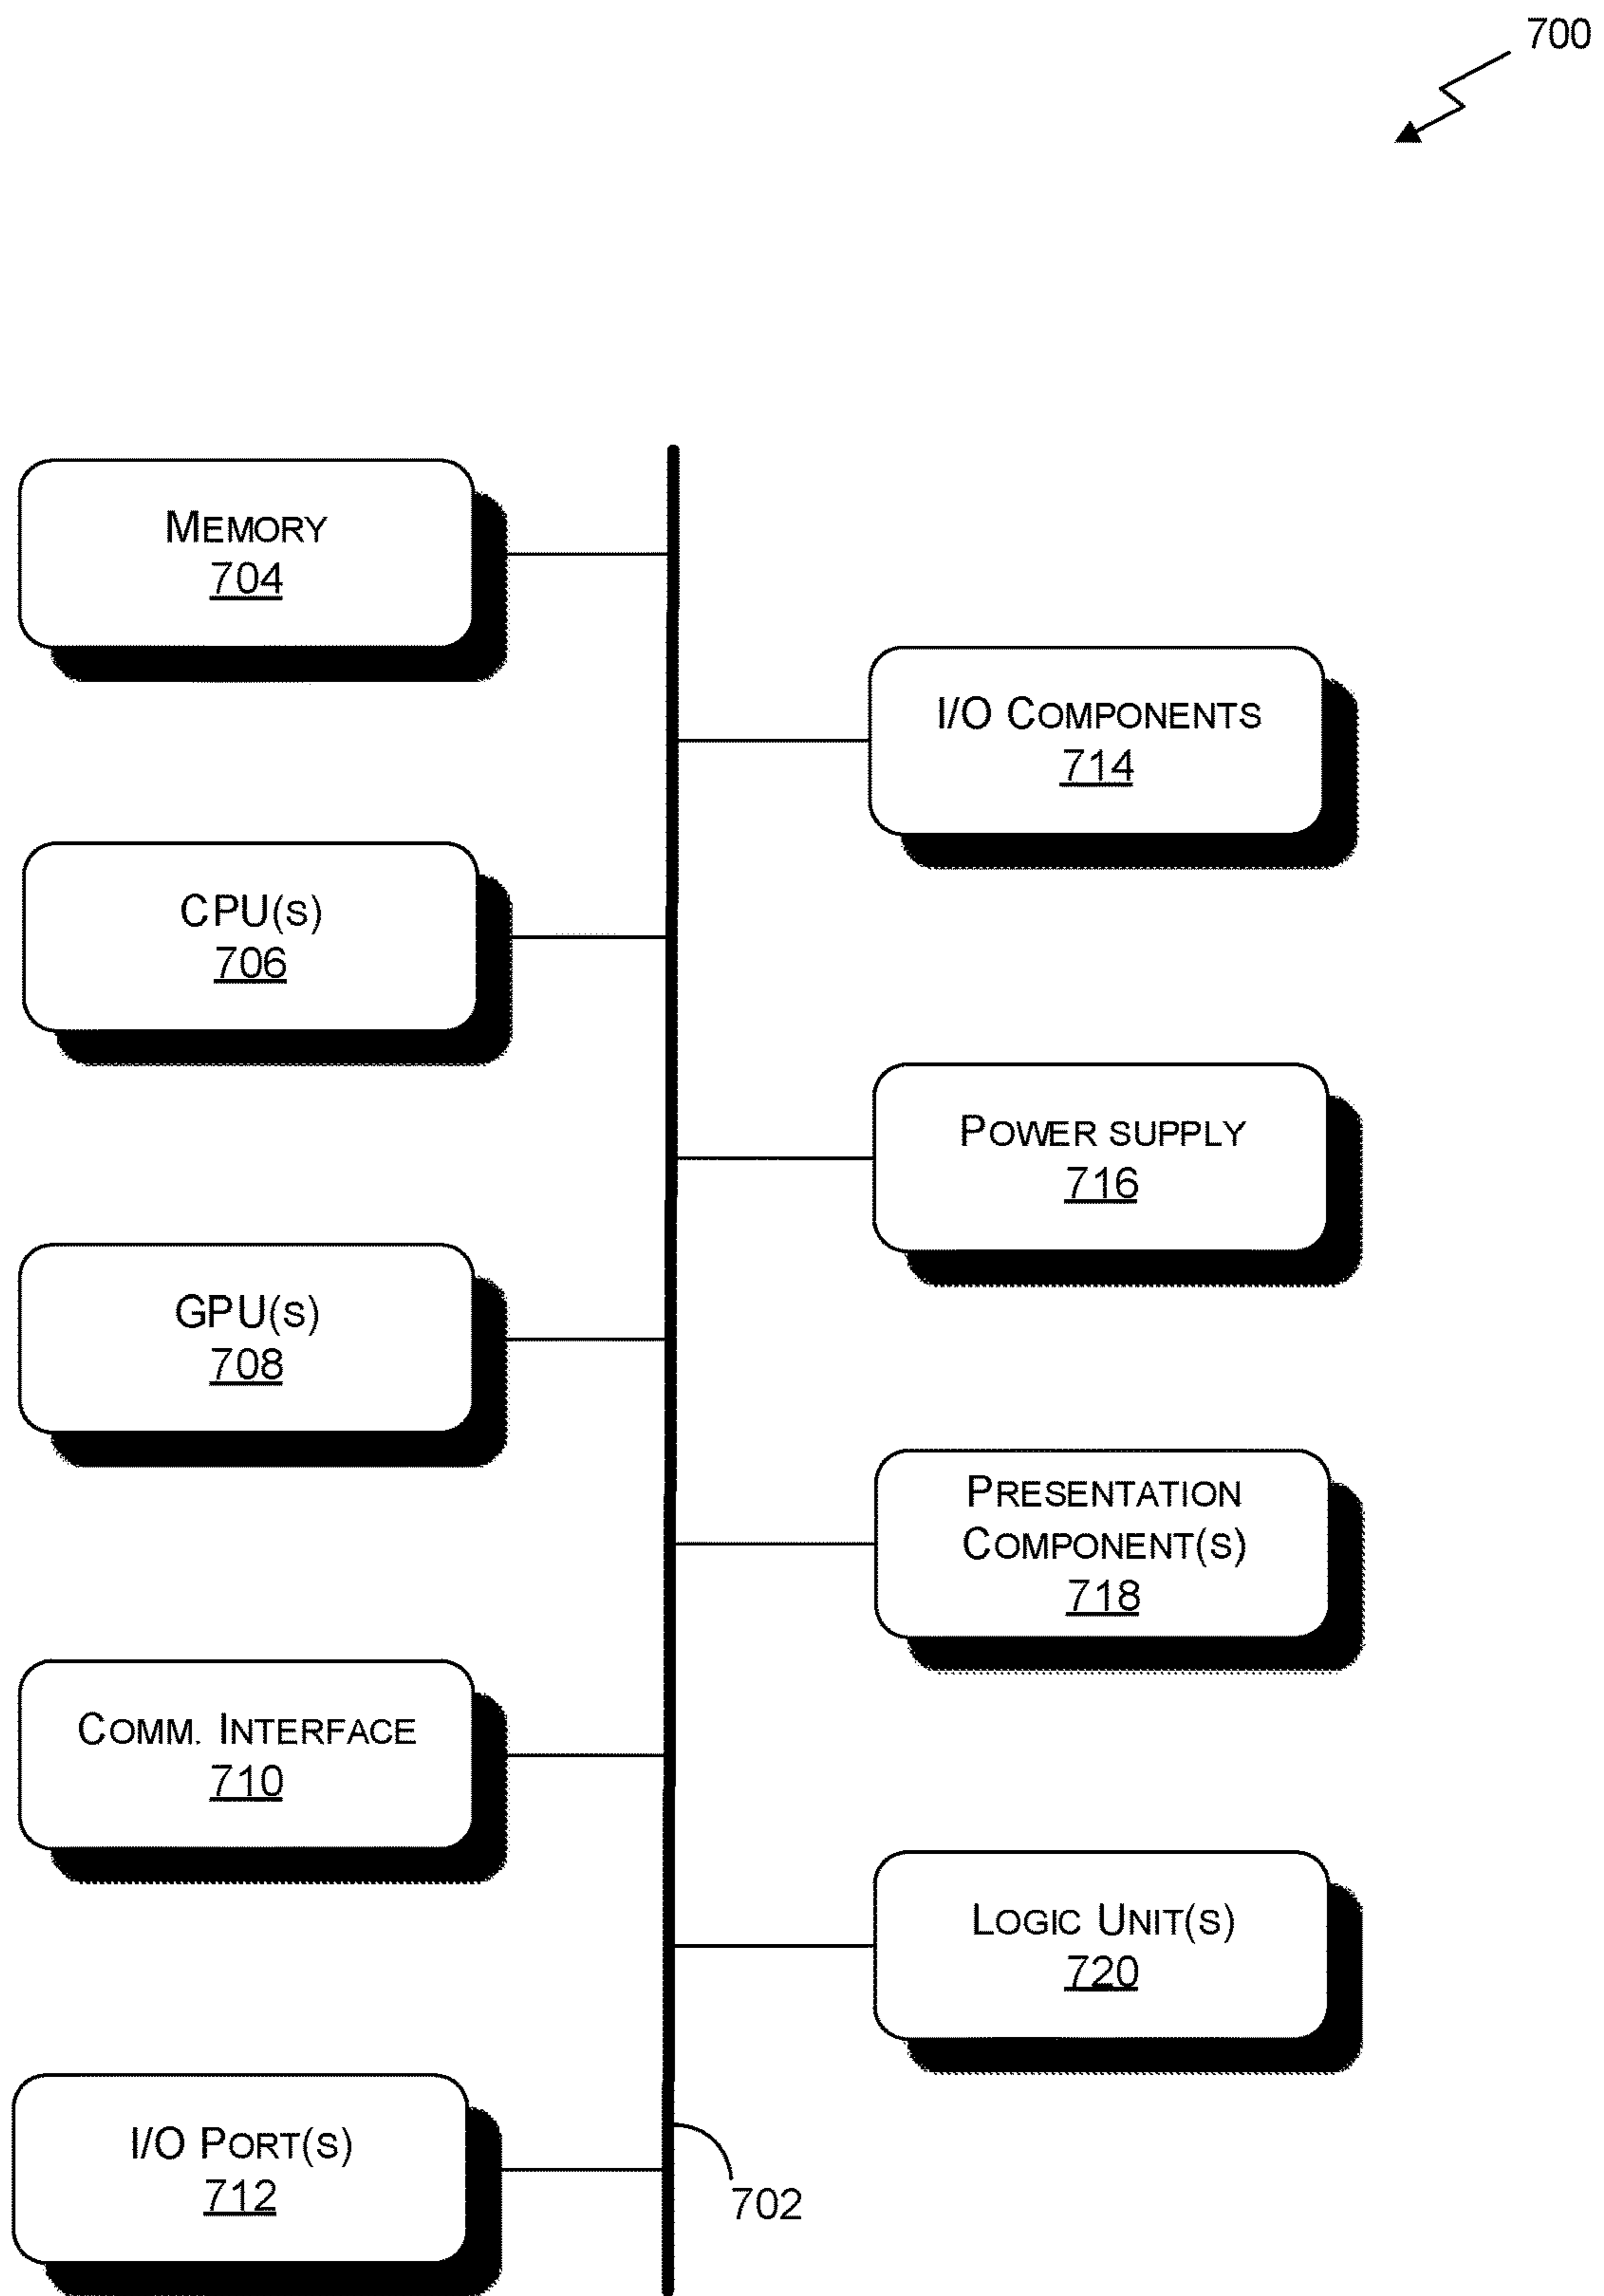 700
MEMORY
704
I/O COMPONENTS
714
CPU(S)
706
POWER SUPPLY
716
GPU(S)
708
PRESENTATION
COMPONENT(S)
718
COMM. INTERFACE
710
LOGIC UNIT(S)
720
I/O PORT(S)
712
702